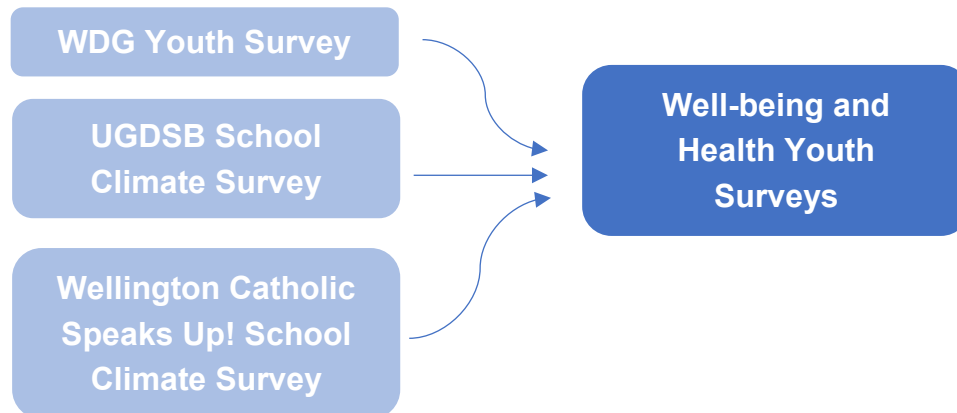 WDG Youth Survey
UGDSB School
Climate Survey
Wellington Catholic
Speaks Up! School
Climate Survey
Well-being and
Health Youth
Surveys